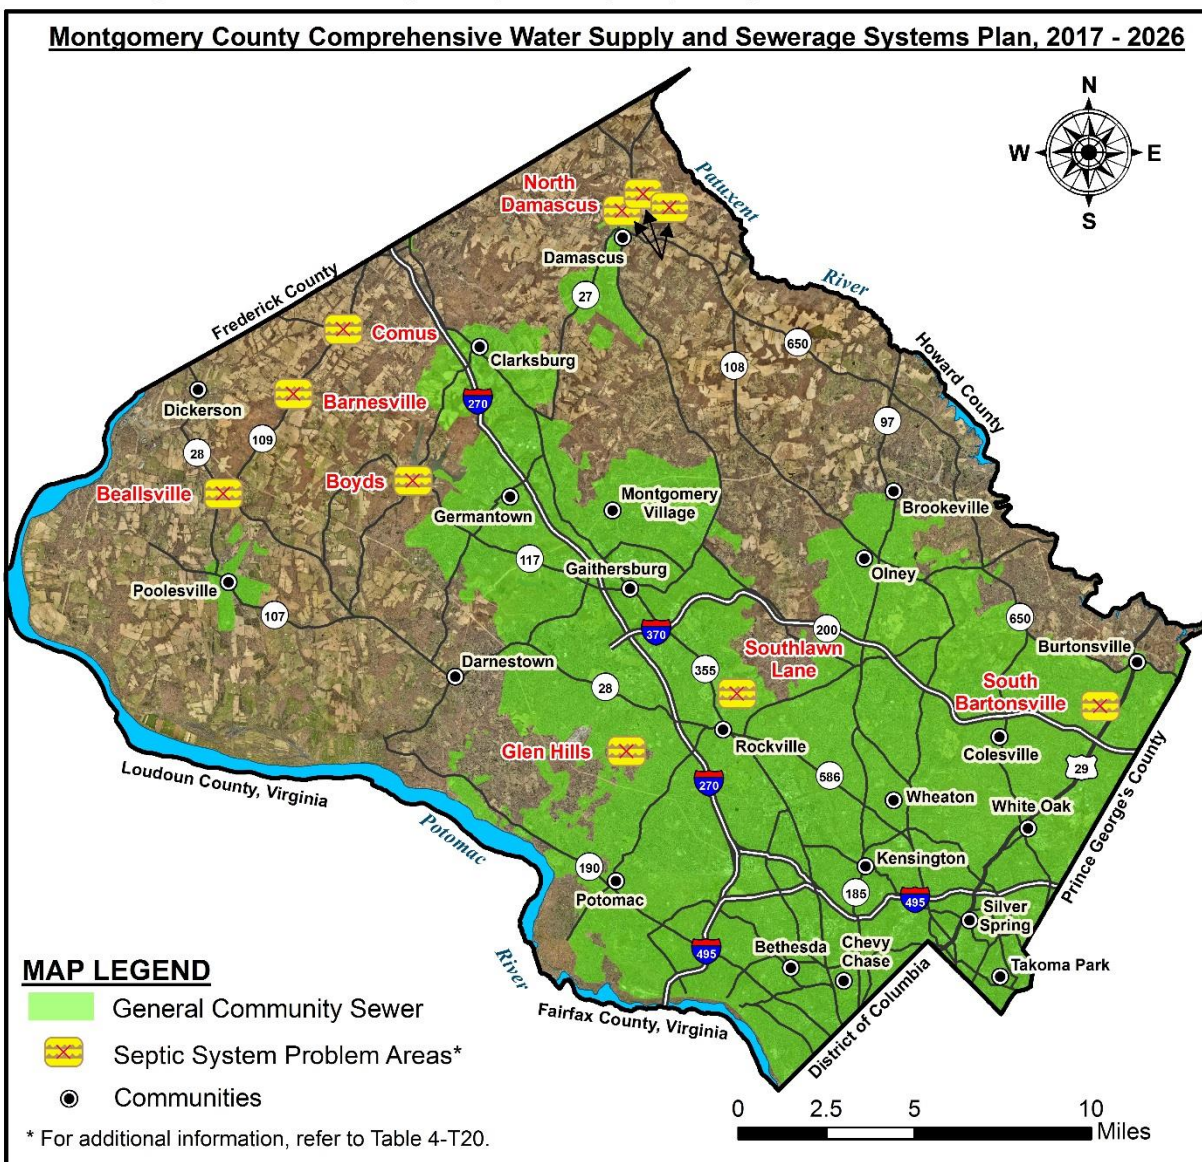 Montgomery County Comprehensive Water Supply and Sewerage Systems Plan, 2017 - 2026
N
W
E
S
North
Damascus
Patuxent
River
Damascus
27
Frederick County
Comus
Clarksburg
650
108
Howard County
Dickerson
Barnesville
270
97
28
109
Beallsville
Boyds
Germantown
Montgomery
Village
Brookeville
117
Gaithersburg
Olney
Poolesville
107
370
200
650
Burtonsville
Darnestown
28
355
Southlawn
Lane
South
Bartonsville
Glen Hills
Rockville
Colesville
Loudoun County, Virginia
270
586
29
Wheaton
White Oak
Prince George's County
Potomac
River
190
Potomac
Kensington
185
495
Silver
Spring
495
Bethesda
Chevy
Chase
Takoma Park
Fairfax County, Virginia
District of Columbia
MAP LEGEND
General Community Sewer
Septic System Problem Areas*
Communities
* For additional information, refer to Table 4-T20.
0 2.5 5 10
Miles